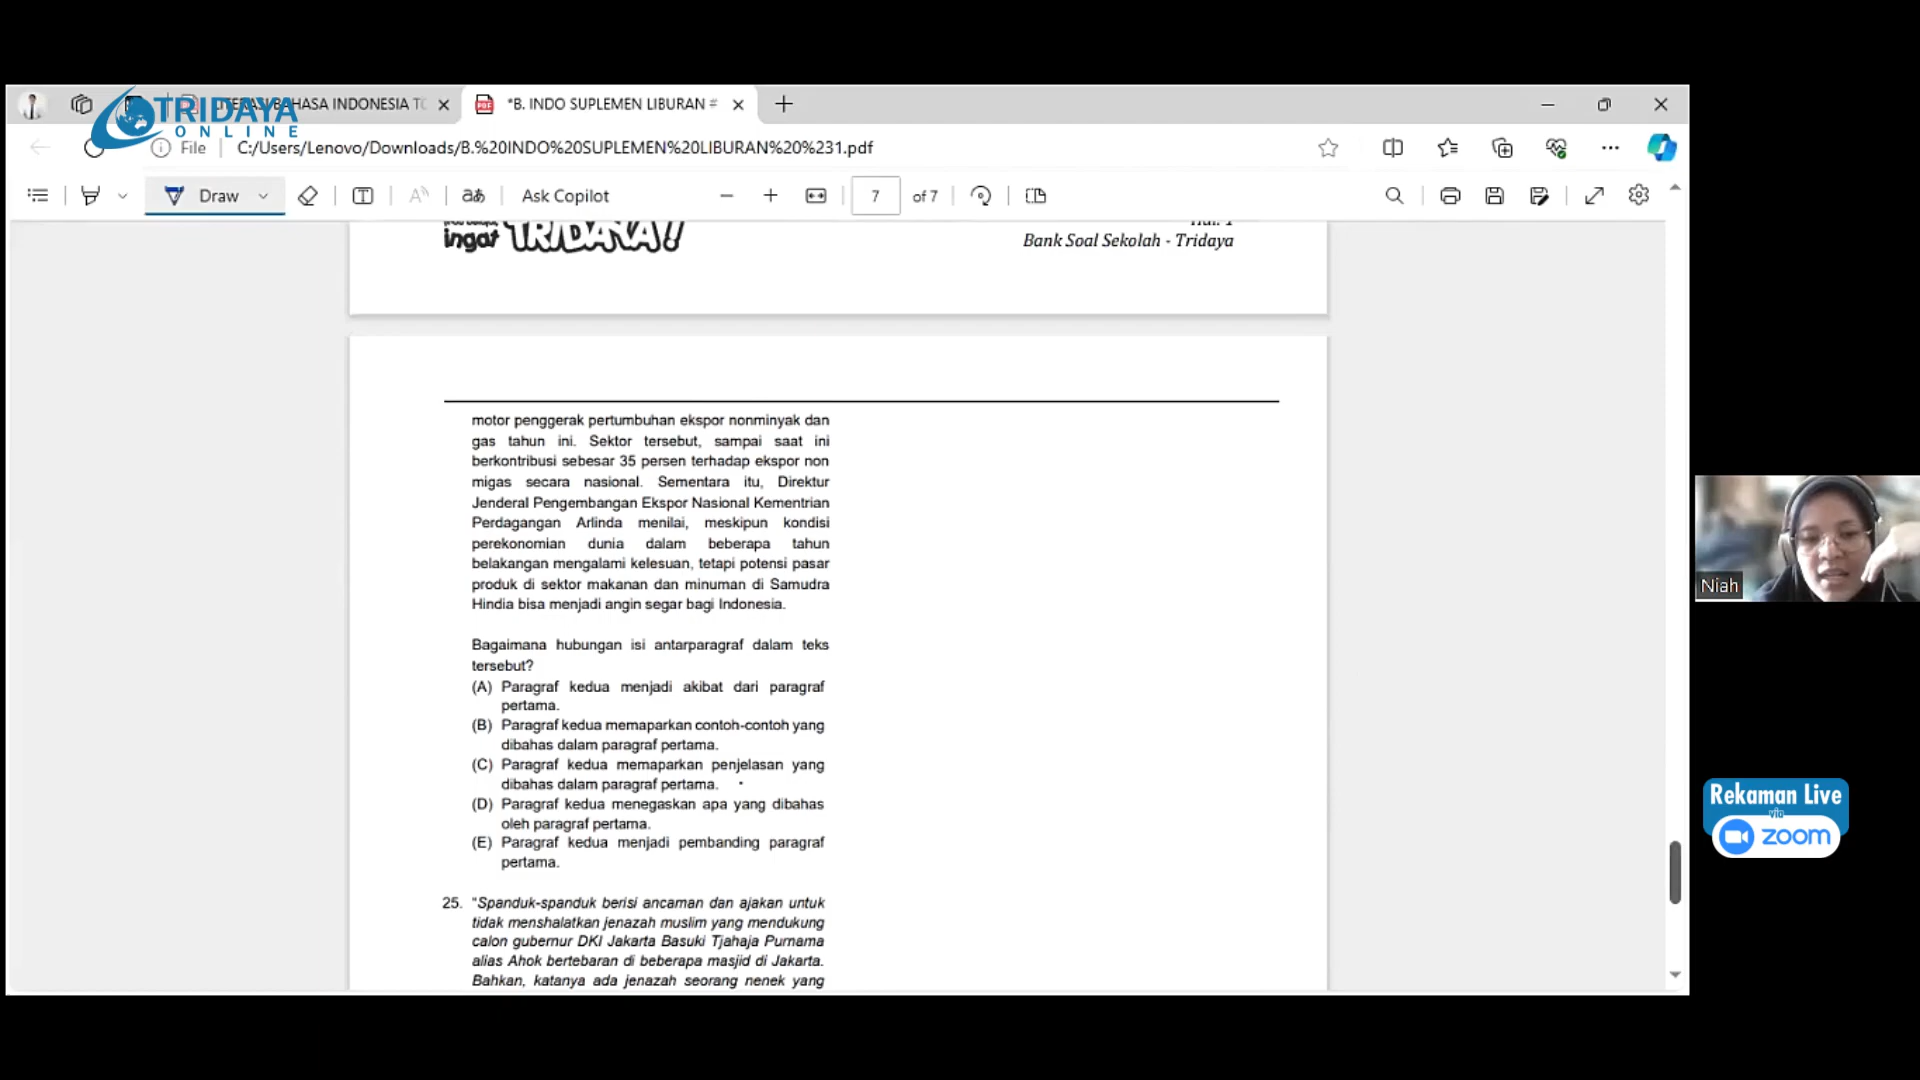 LITERASI BAHASA INDONESIA TO
*B. INDO SUPLEMEN LIBURAN #
TRIDAYA
ONLINE
File
C:/Users/Lenovo/Downloads/B.%20INDO%20SUPLEMEN%20LIBURAN%20%231.pdf
Draw
Ask Copilot
7
of 7
ingat TRIDAYA!
Hal. 1
Bank Soal Sekolah - Tridaya
motor penggerak pertumbuhan ekspor nonminyak dan
gas tahun ini. Sektor tersebut, sampai saat ini
berkontribusi sebesar 35 persen terhadap ekspor non
migas secara nasional. Sementara itu, Direktur
Jenderal Pengembangan Ekspor Nasional Kementrian
Perdagangan Arlinda menilai, meskipun kondisi
perekonomian dunia dalam beberapa tahun
belakangan mengalami kelesuan, tetapi potensi pasar
produk di sektor makanan dan minuman di Samudra
Hindia bisa menjadi angin segar bagi Indonesia.
Bagaimana hubungan isi antarparagraf dalam teks
tersebut?
(A) Paragraf kedua menjadi akibat dari paragraf
pertama.
(B) Paragraf kedua memaparkan contoh-contoh yang
dibahas dalam paragraf pertama.
(C) Paragraf kedua memaparkan penjelasan yang
dibahas dalam paragraf pertama.
(D) Paragraf kedua menegaskan apa yang dibahas
oleh paragraf pertama.
(E) Paragraf kedua menjadi pembanding paragraf
pertama.
25. "Spanduk-spanduk berisi ancaman dan ajakan untuk
tidak menshalatkan jenazah muslim yang mendukung
calon gubernur DKI Jakarta Basuki Tjahaja Purnama
alias Ahok bertebaran di beberapa masjid di Jakarta.
Bahkan, katanya ada jenazah seorang nenek yang
Niah
Rekaman Live
via
zoom